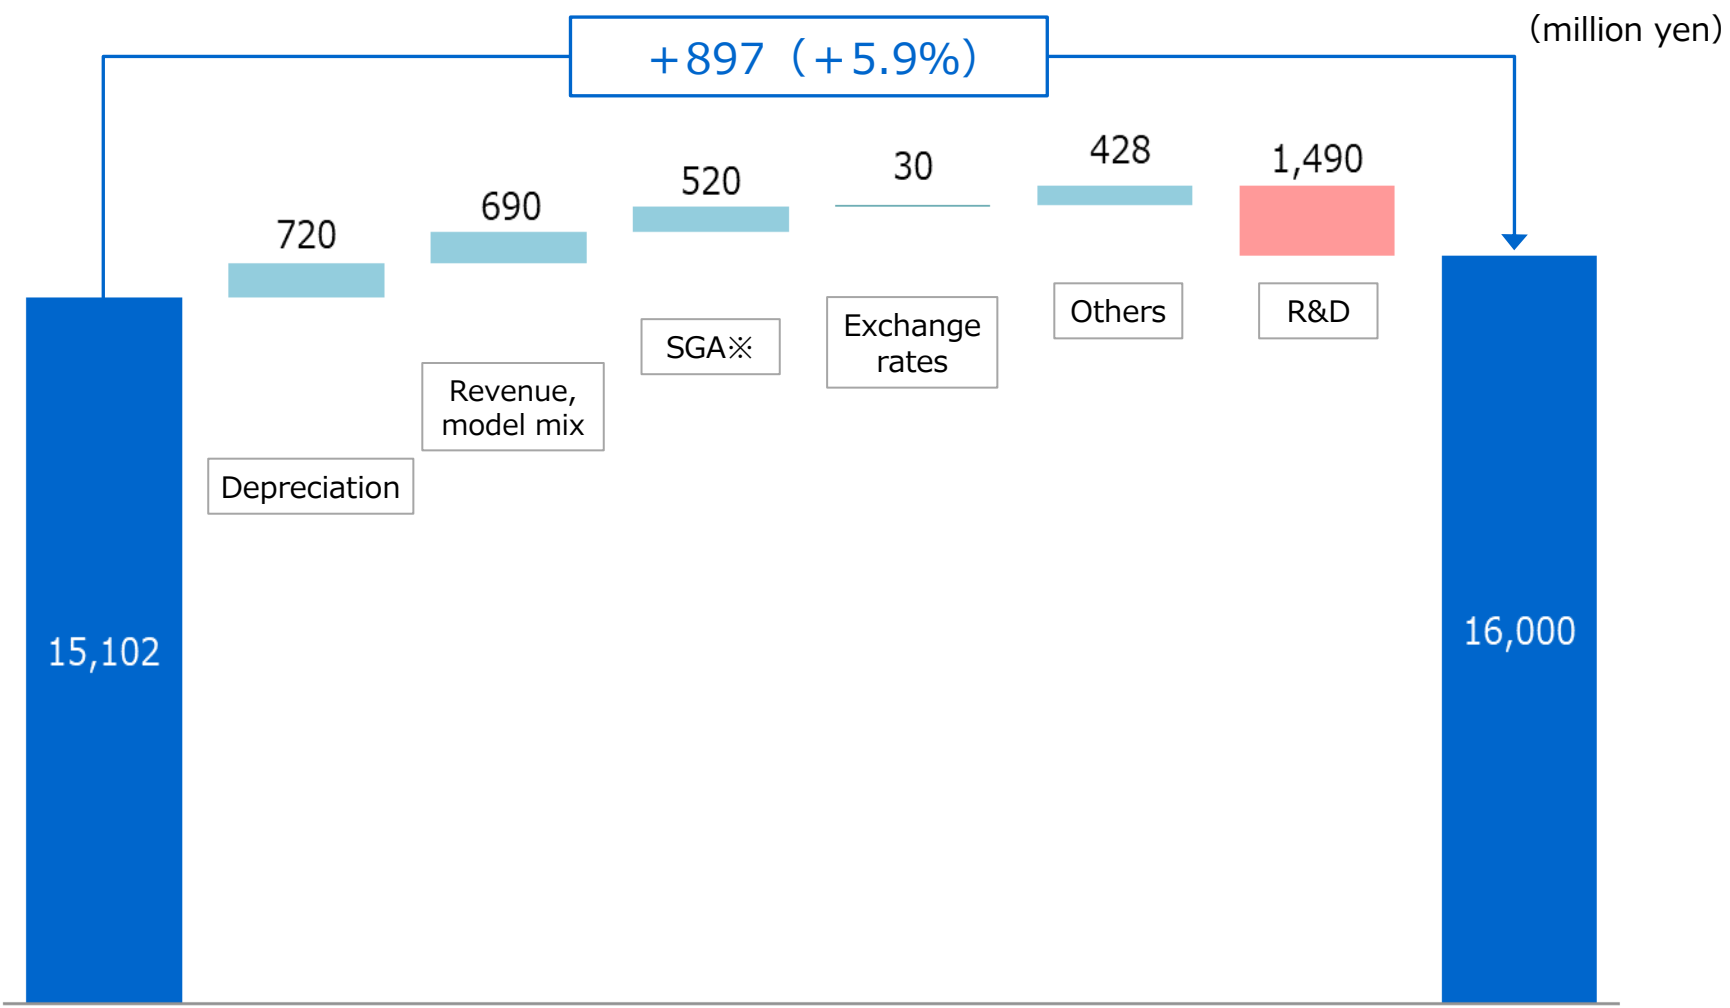 (million yen)
+897 (+5.9%)
720
690
520
30
428
1,490
Depreciation
Revenue,
model mix
SGA※
Exchange
rates
Others
R&D
15,102
16,000